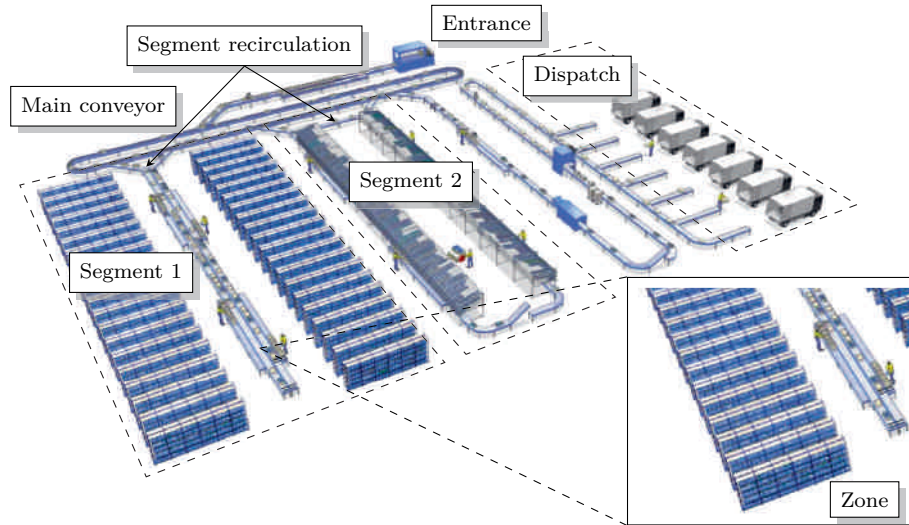 Entrance
Segment recirculation
Dispatch
Main conveyor
Segment 2
Segment 1
Zone